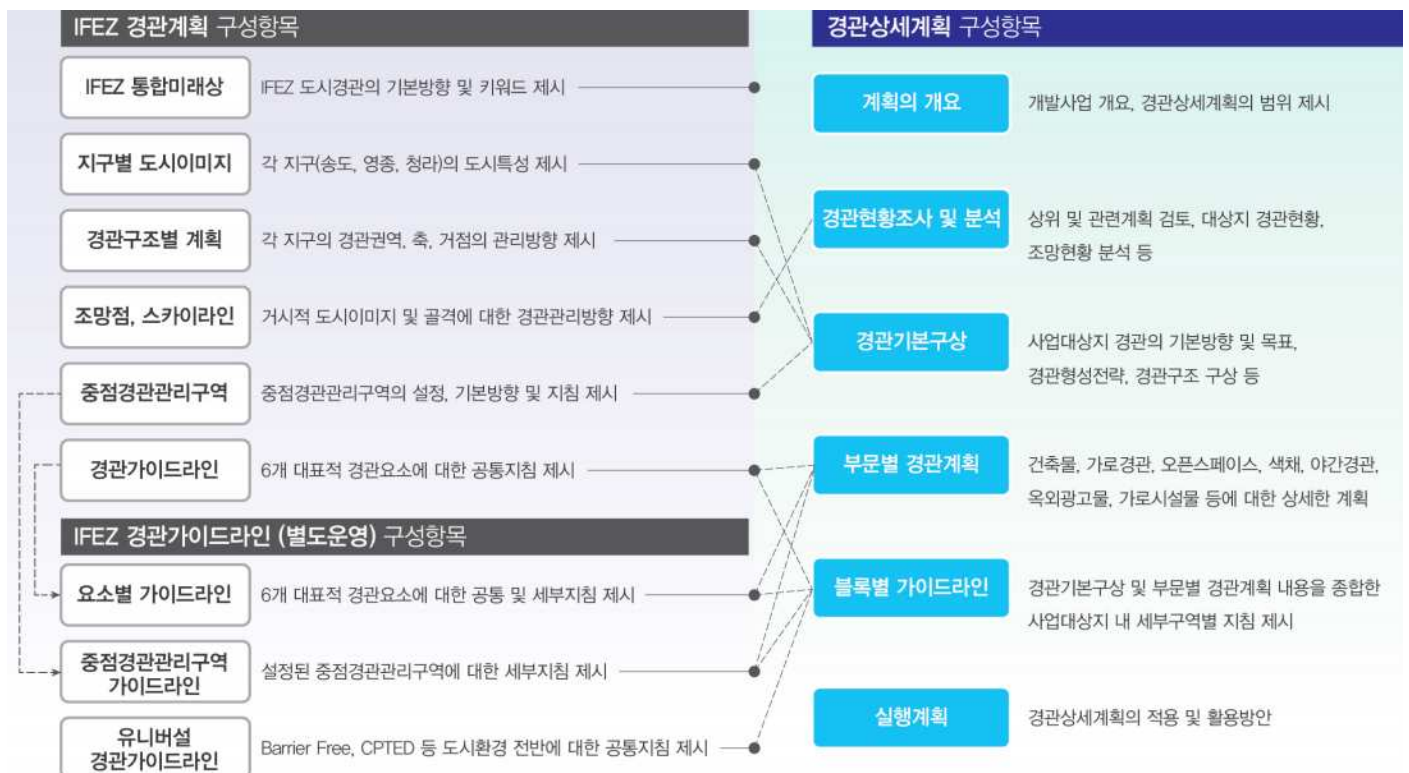 IFEZ 경관계획 구성항목
IFEZ 통합미래상
IFEZ 도시경관의 기본방향 및 키워드 제시
지구별 도시이미지
각 지구(송도, 영종, 청라)의 도시특성 제시
경관구조별 계획
각 지구의 경관권역, 축, 거점의 관리방향 제시
조망점, 스카이라인
거시적 도시이미지 및 골격에 대한 경관관리방향 제시
중점경관관리구역
중점경관관리구역의 설정, 기본방향 및 지침 제시
경관가이드라인
6개 대표적 경관요소에 대한 공통지침 제시
IFEZ 경관가이드라인 (별도운영) 구성항목
요소별 가이드라인
6개 대표적 경관요소에 대한 공통 및 세부지침 제시
중점경관관리구역
가이드라인
설정된 중점경관관리구역에 대한 세부지침 제시
유니버설
경관가이드라인
Barrier Free, CPTED 등 도시환경 전반에 대한 공통지침 제시
경관상세계획 구성항목
계획의 개요
개발사업 개요, 경관상세계획의 범위 제시
경관현황조사 및 분석
상위 및 관련계획 검토, 대상지 경관현황,
조망현황 분석 등
경관기본구상
사업대상지 경관의 기본방향 및 목표,
경관형성전략, 경관구조 구상 등
부문별 경관계획
건축물, 가로경관, 오픈스페이스, 색채, 야간경관,
옥외광고물, 가로시설물 등에 대한 상세한 계획
블록별 가이드라인
경관기본구상 및 부문별 경관계획 내용을 종합한
사업대상지 내 세부구역별 지침 제시
실행계획
경관상세계획의 적용 및 활용방안